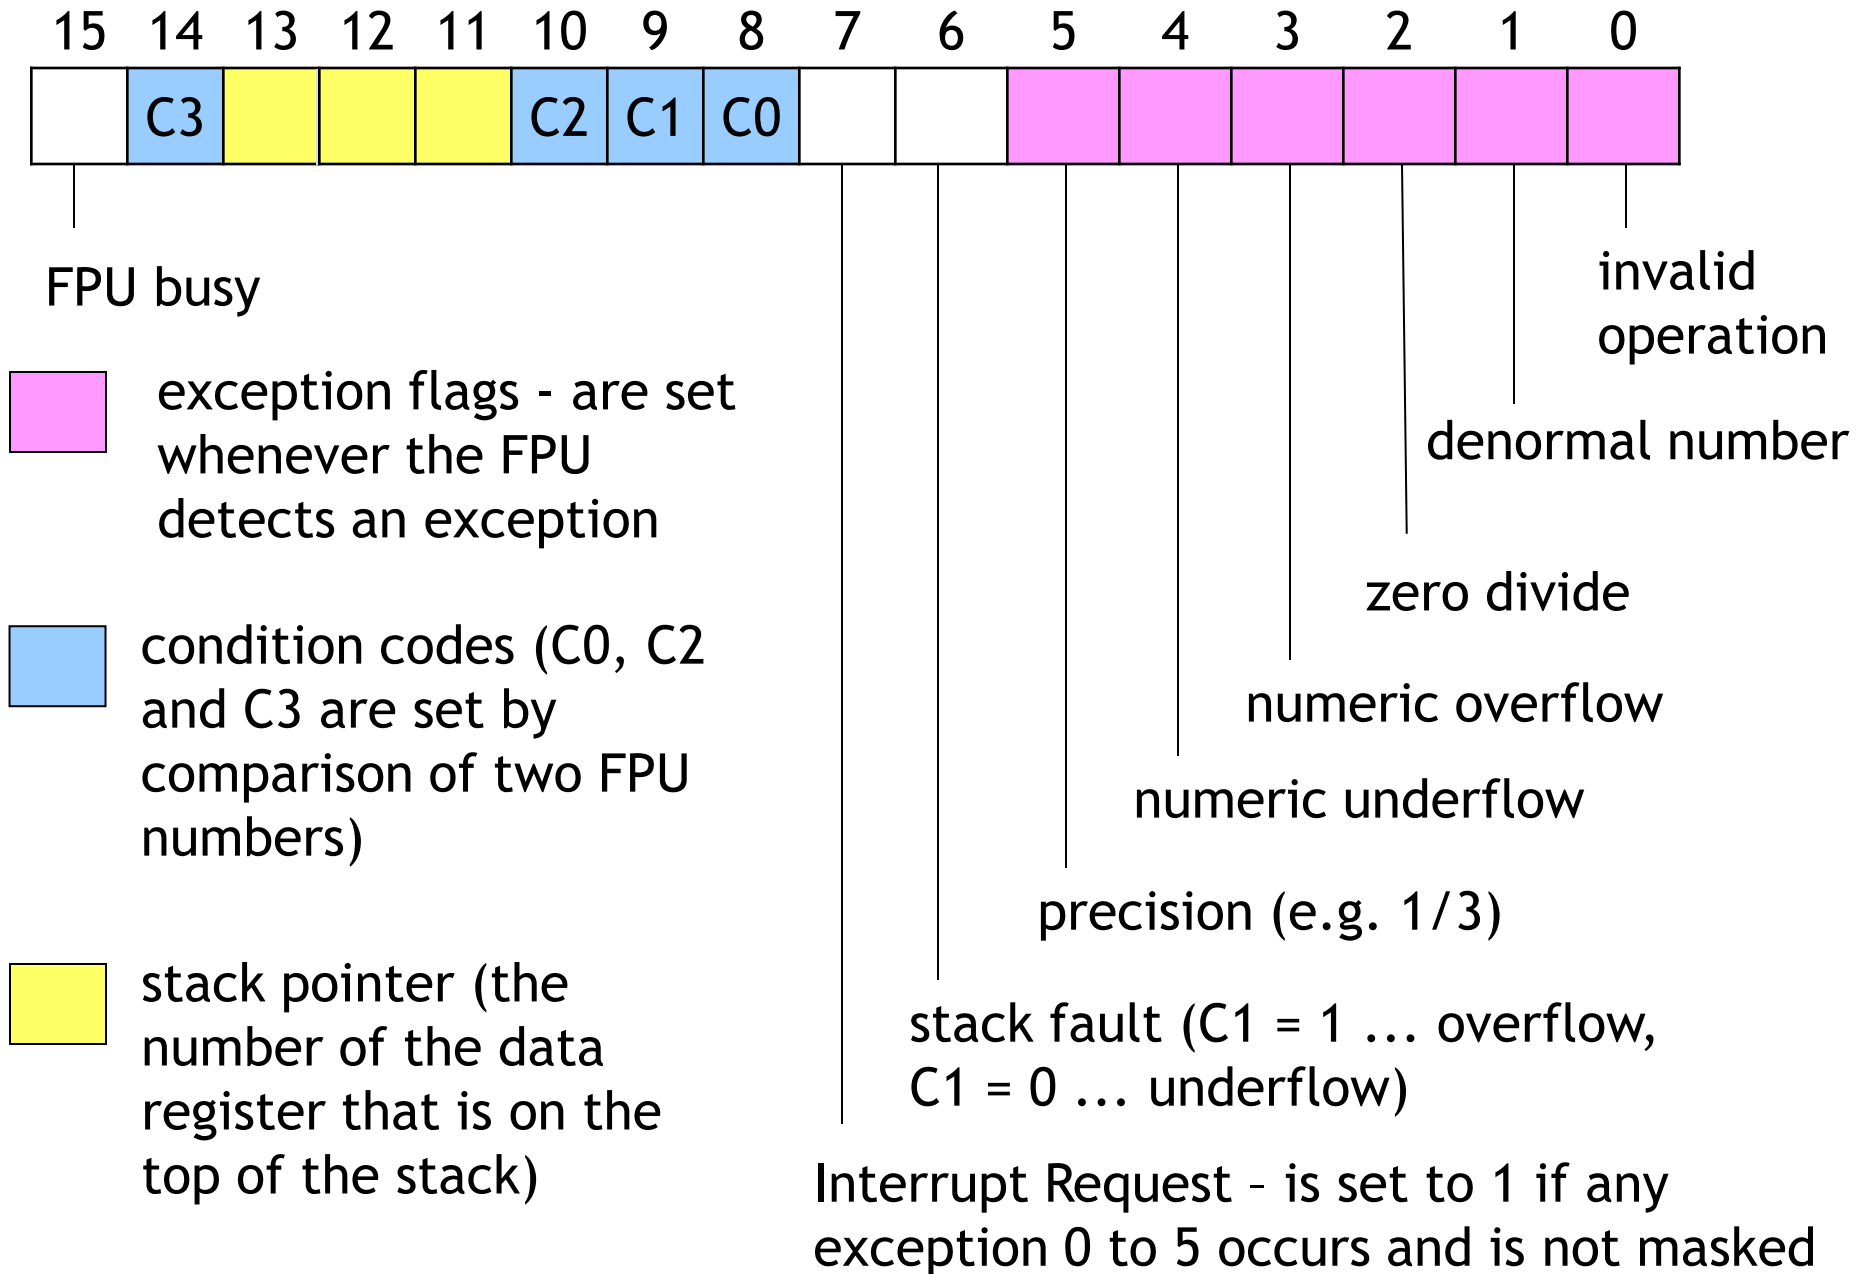 15 14 13 12 11 10 9 8 7 6 5 4 3 2 1 0
C3 C2 C1 C0
FPU busy
exception flags - are set
whenever the FPU
detects an exception
condition codes (C0, C2
and C3 are set by
comparison of two FPU
numbers)
stack pointer (the
number of the data
register that is on the
top of the stack)
invalid
operation
denormal number
zero divide
numeric overflow
numeric underflow
precision (e.g. 1/3)
stack fault (C1 = 1 ... overflow,
C1 = 0 ... underflow)
Interrupt Request – is set to 1 if any
exception 0 to 5 occurs and is not masked